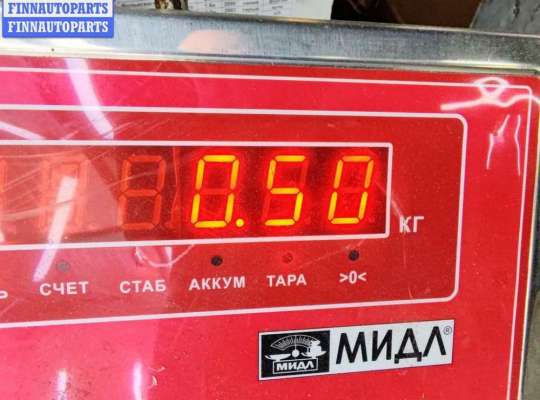 FINNAUTOPARTS
FINNAUTOPARTS
0.50 КГ
Ь СЧЕТ СТАБ АККУМ ТАРА >0<
МИДЛ МИДЛ®